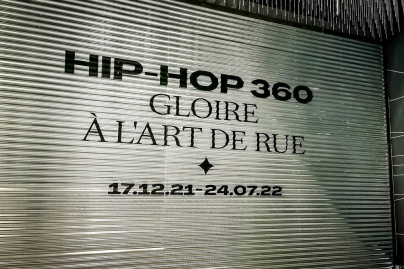 HIP-HOP 360
GLOIRE
À L'ART DE RUE
17.12.21-24.07.22